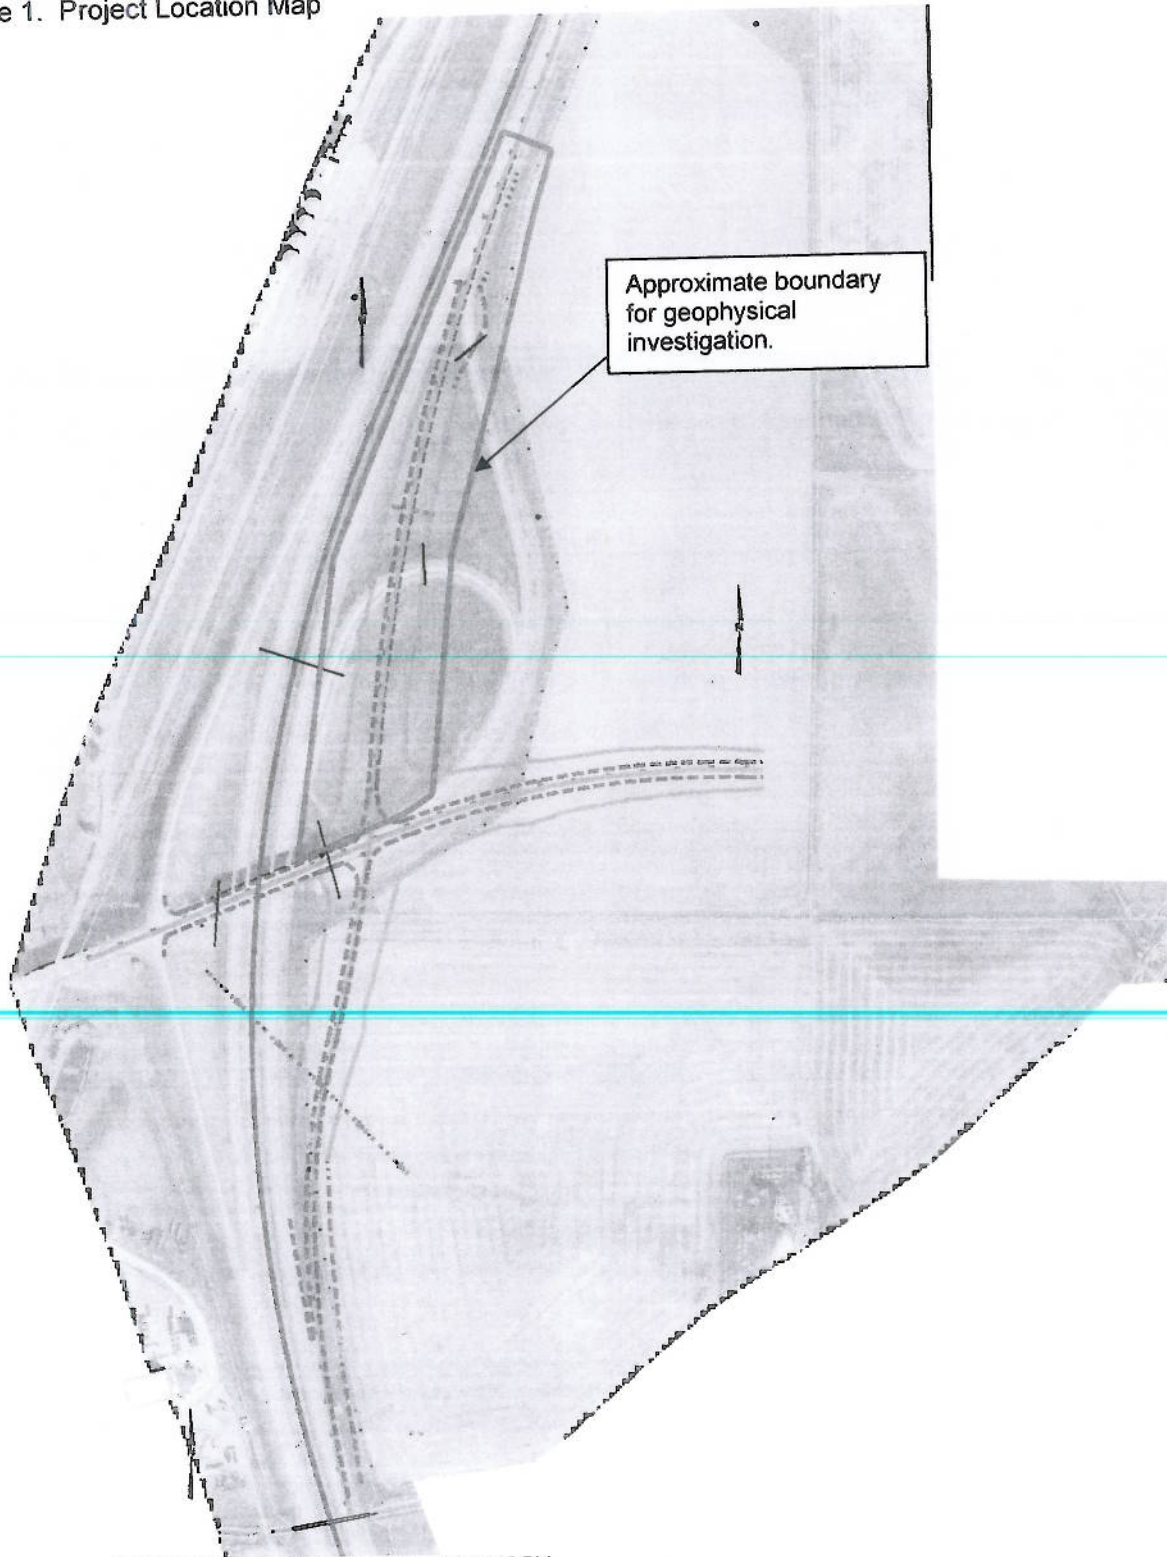 e 1. Project Location Map
Approximate boundary
for geophysical
investigation.